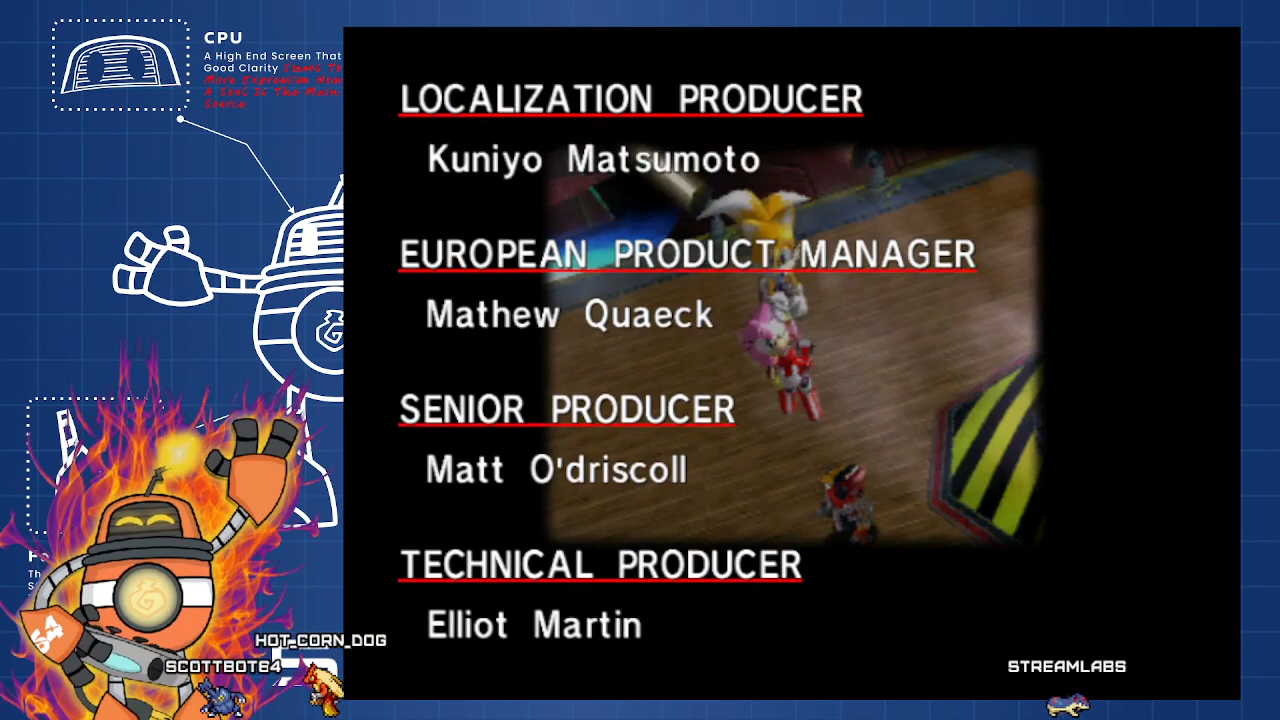 CPU
A High End Screen That
Good Clarity
LOCALIZATION PRODUCER
Kuniyo Matsumoto
EUROPEAN PRODUCT MANAGER
Mathew Quaeck
SENIOR PRODUCER
Matt O'driscoll
TECHNICAL PRODUCER
Elliot Martin
64
HOT_CORN_DOG
SCOTTBOT64
STREAMLABS